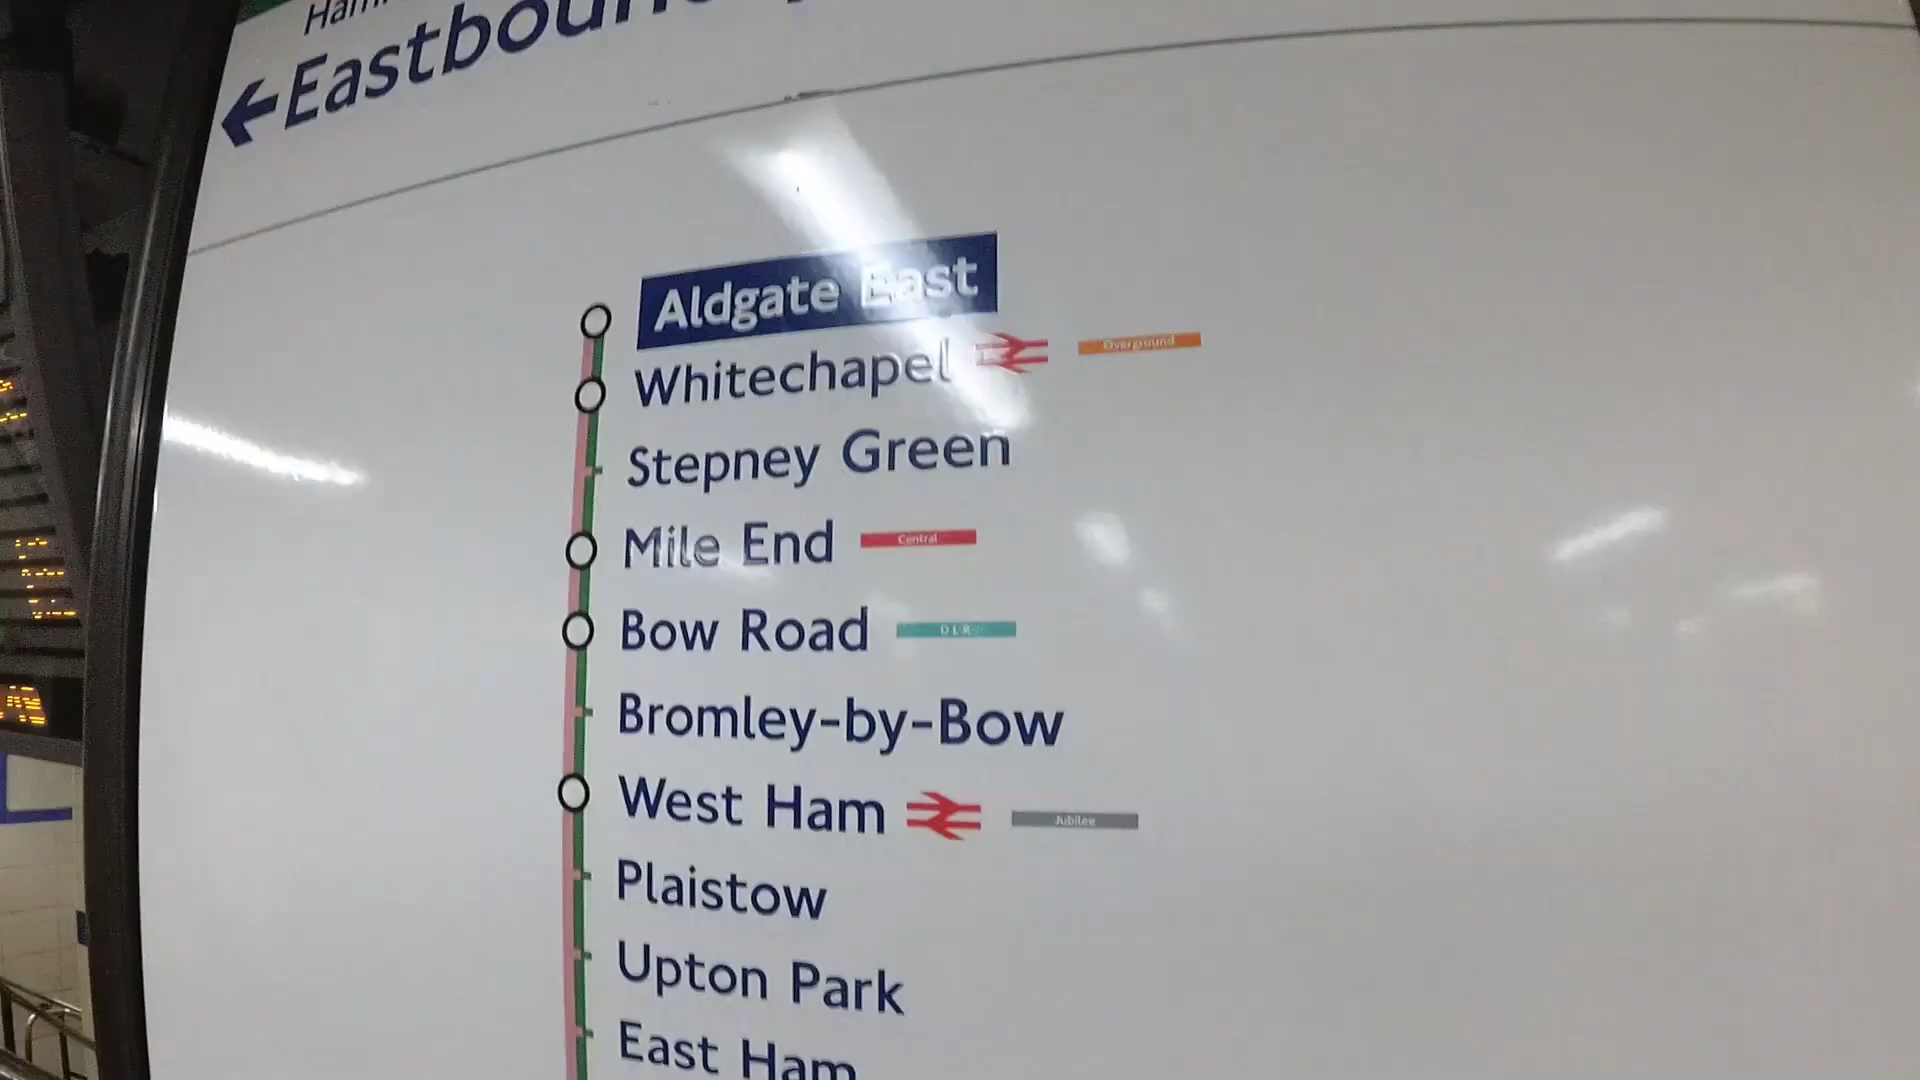 Eastbound
Aldgate East
Whitechapel Overground
Stepney Green
Mile End Central
Bow Road DLR
Bromley-by-Bow
West Ham Jubilee
Plaistow
Upton Park
East Ham